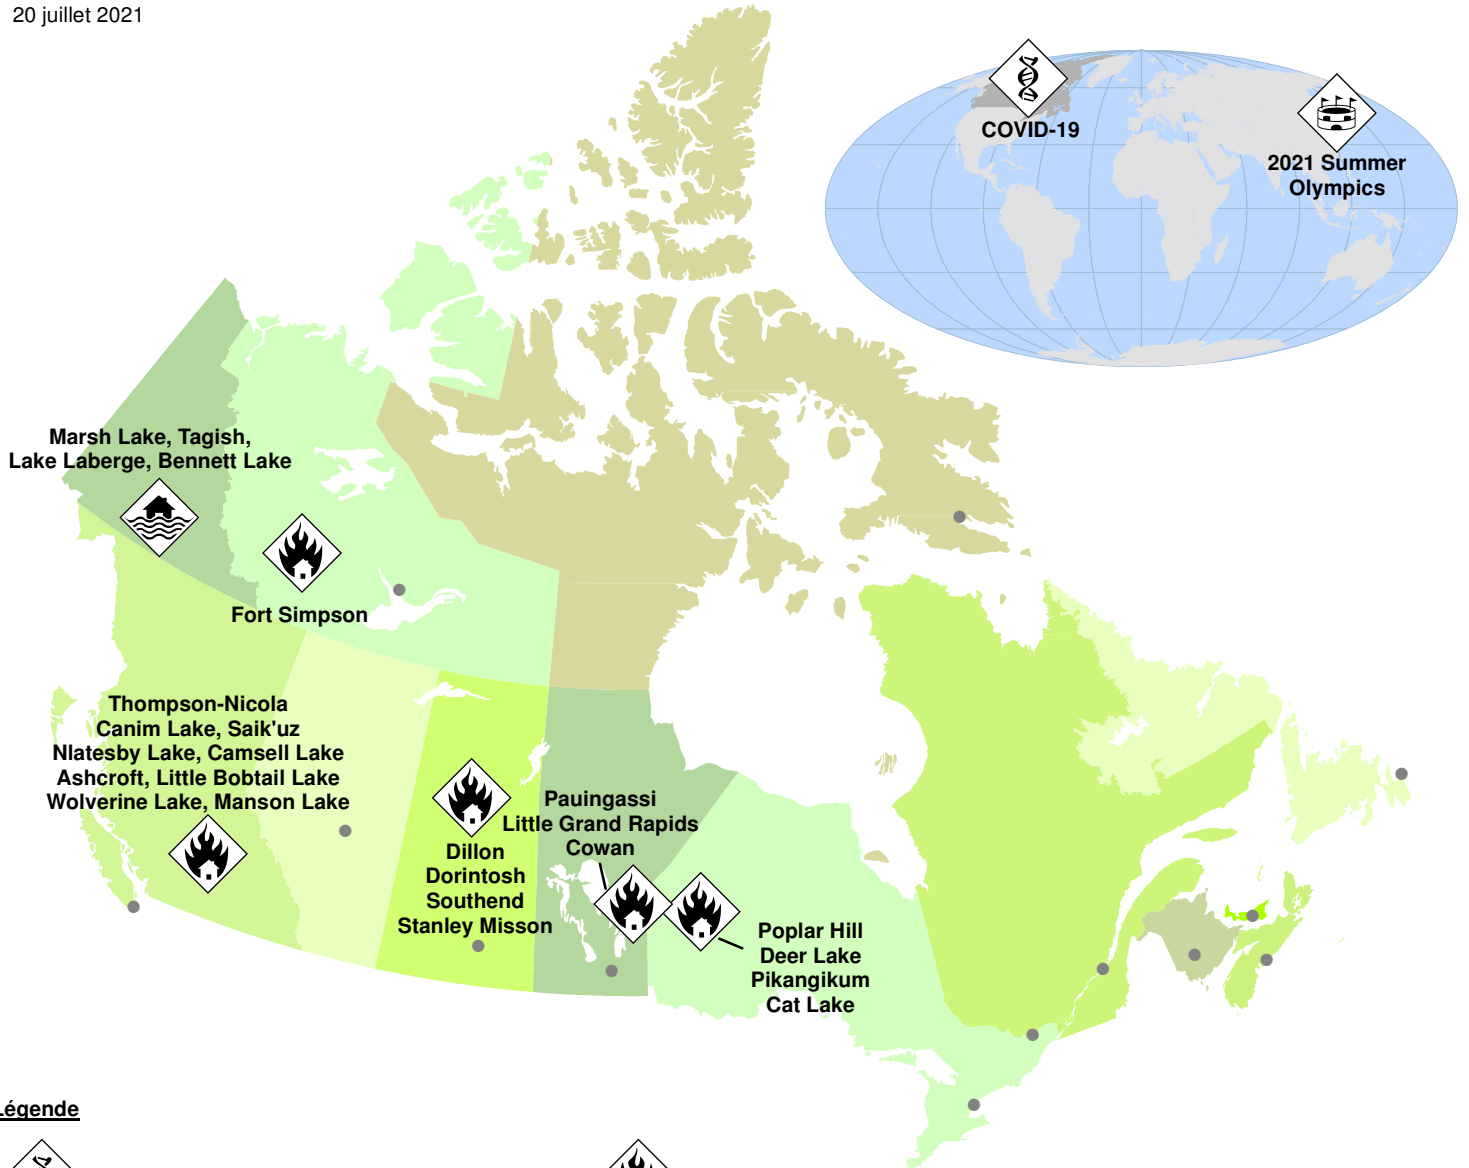 20 juillet 2021
COVID-19
2021 Summer
Olympics
Marsh Lake, Tagish,
Lake Laberge, Bennett Lake
Fort Simpson
Thompson-Nicola
Canim Lake, Saik'uz
Nlatesby Lake, Camsell Lake
Ashcroft, Little Bobtail Lake
Wolverine Lake, Manson Lake
Dillon
Dorintosh
Southend
Stanley Misson
Pauingassi
Little Grand Rapids
Cowan
Poplar Hill
Deer Lake
Pikangikum
Cat Lake
Légende